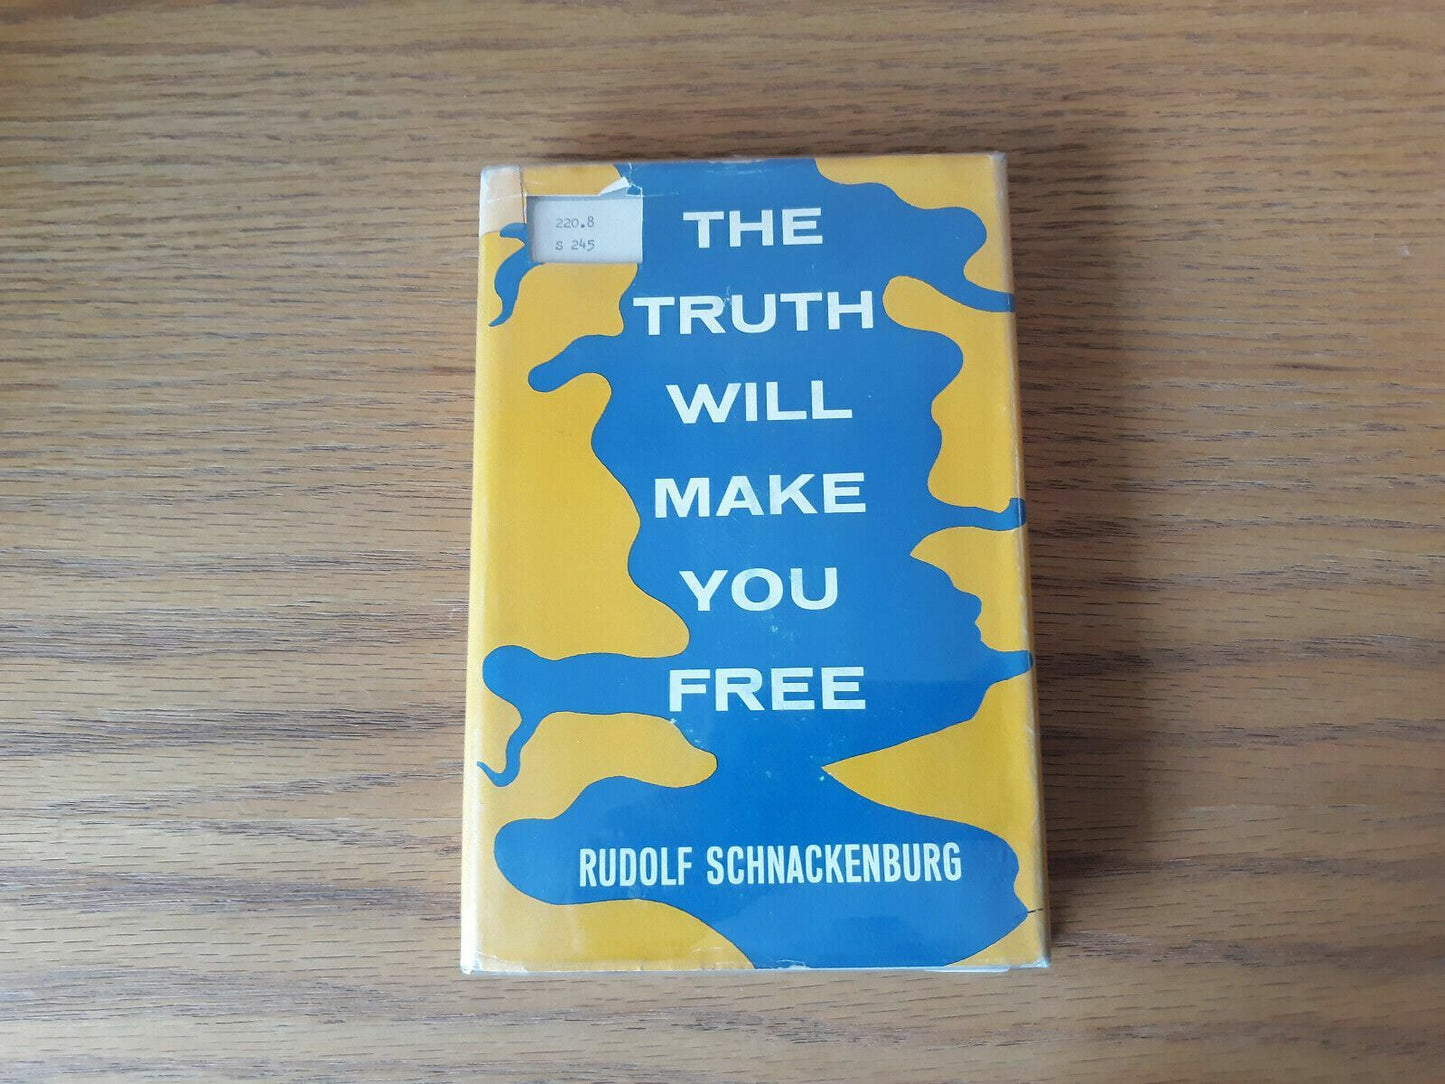 220.8
S 245
THE
TRUTH
WILL
MAKE
YOU
FREE
RUDOLF SCHNACKENBURG